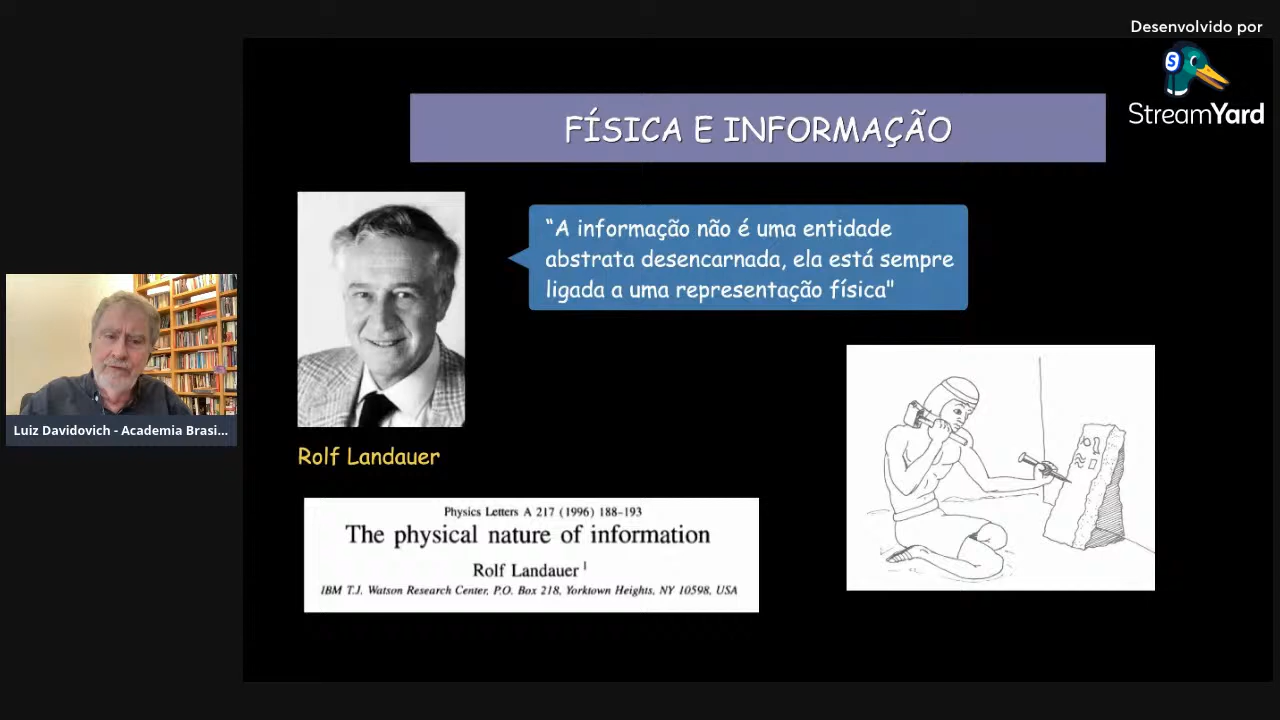 Desenvolvido por
S
StreamYard
FÍSICA E INFORMAÇÃO
“A informação não é uma entidade
abstrata desencarnada, ela está sempre
ligada a uma representação física"
Luiz Davidovich - Academia Brasi...
Rolf Landauer
Physics Letters A 217 (1996) 188-193
The physical nature of information
Rolf Landauer 1
IBM T.J. Watson Research Center, P.O. Box 218, Yorktown Heights, NY 10598, USA